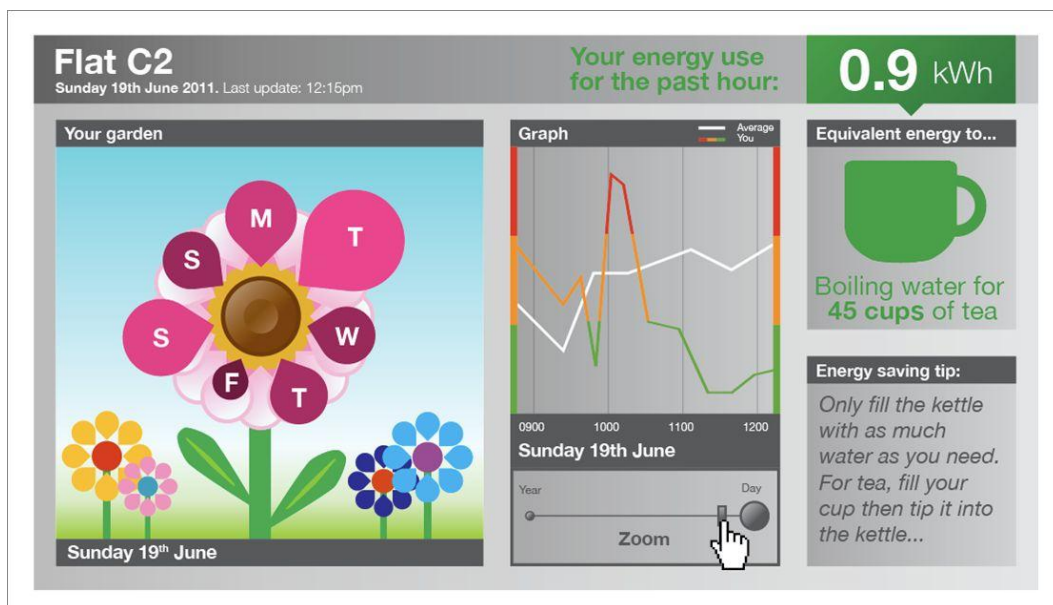 Flat C2
Sunday 19th June 2011. Last update: 12:15pm
Your energy use
for the past hour:
0.9 kWh
Your garden
M
T
W
T
F
S
S
Sunday 19th June
Graph
Average
You
0900 1000 1100 1200
Sunday 19th June
Year
Day
Zoom
Equivalent energy to...
Boiling water for
45 cups of tea
Energy saving tip:
Only fill the kettle
with as much
water as you need.
For tea, fill your
cup then tip it into
the kettle...